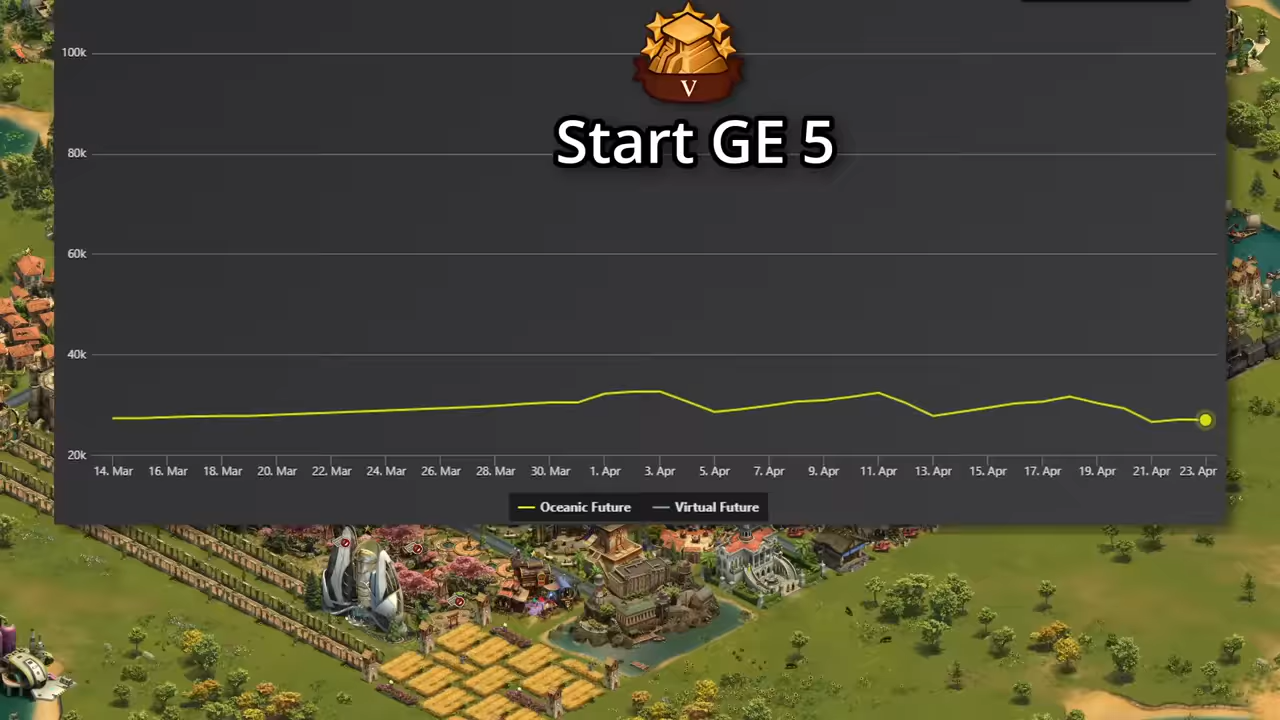 100k
V
Start GE 5
80k
60k
40k
20k
14. Mar 16. Mar 18. Mar 20. Mar 22. Mar 24. Mar 26. Mar 28. Mar 30. Mar 1. Apr 3. Apr 5. Apr 7. Apr 9. Apr 11. Apr 13. Apr 15. Apr 17. Apr 19. Apr 21. Apr 23. Apr
Oceanic Future Virtual Future